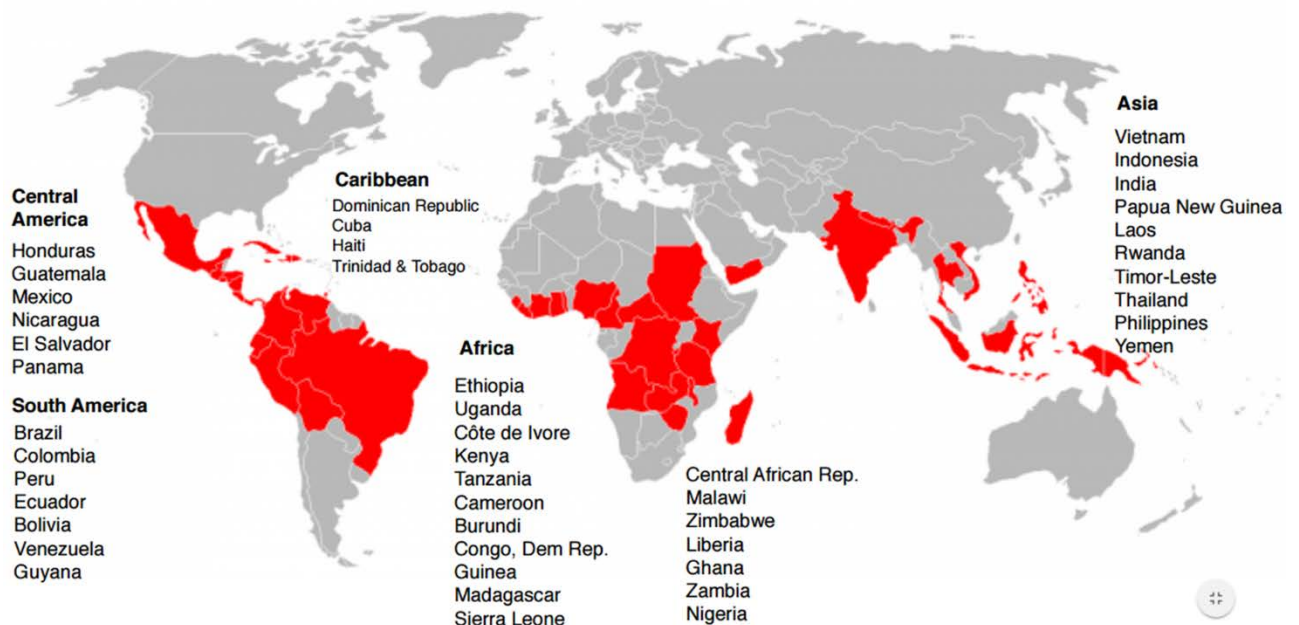 Central
America
Honduras
Guatemala
Mexico
Nicaragua
El Salvador
Panama
South America
Brazil
Colombia
Peru
Ecuador
Bolivia
Venezuela
Guyana
Caribbean
Dominican Republic
Cuba
Haiti
Trinidad & Tobago
Africa
Ethiopia
Uganda
Côte de Ivore
Kenya
Tanzania
Cameroon
Burundi
Congo, Dem Rep.
Guinea
Madagascar
Sierra Leone
Central African Rep.
Malawi
Zimbabwe
Liberia
Ghana
Zambia
Nigeria
Asia
Vietnam
Indonesia
India
Papua New Guinea
Laos
Rwanda
Timor-Leste
Thailand
Philippines
Yemen